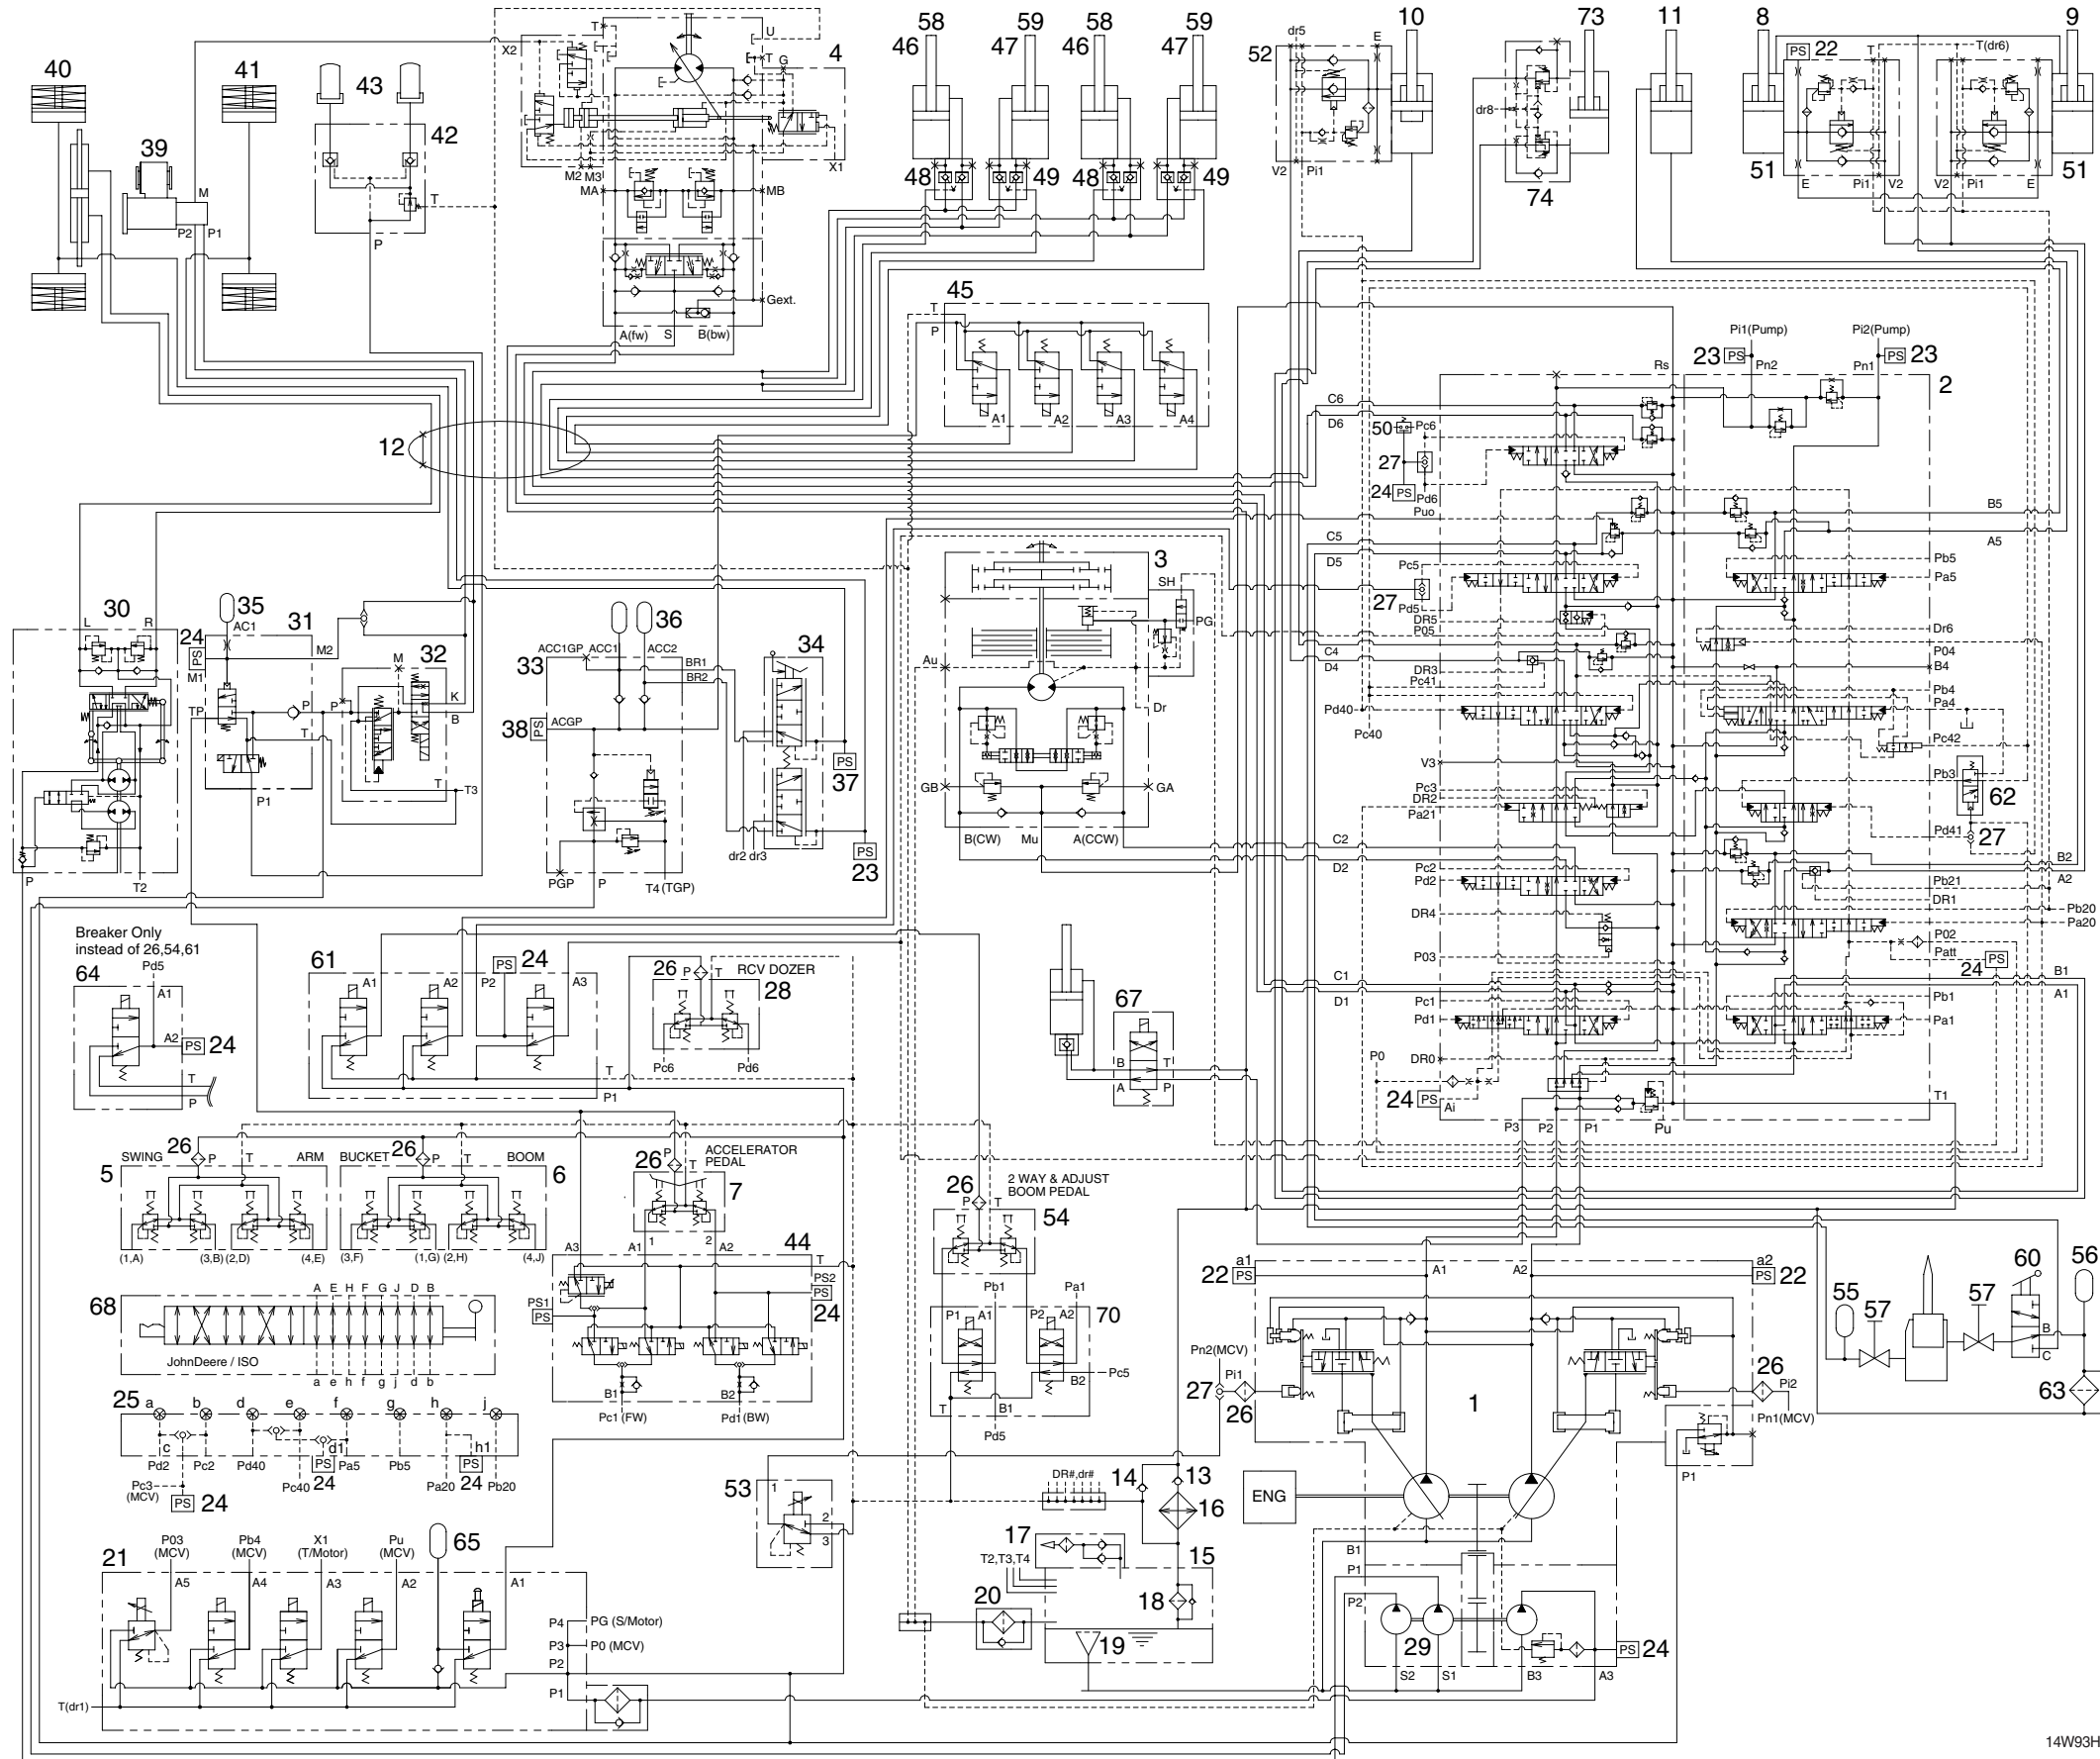 58 59 58 59 10 73 11 8 9
46 47 46 47
T U X2 T G 4
dr5 E 52
PS 22 T T(dr6)
40 41 43
42
39
M
P2 P1
T
P
M2 M3 X1
MA MB
48 49 48 49
V2 Pi1
dr8
74
51 E Pi1 V2 V2 Pi1 E 51
Gext.
A(fw) S B(bw)
45
T
P
A1 A2 A3 A4
Pi1(Pump) Pi2(Pump)
23 PS PS 23
Rs Pn2 Pn1
2
12
C6
D6
50 Pc6
27
24 PS
Pd6
Puo
B5
A5
C5
D5
Pc5
27
Pd5
DR5
P05
Pb5
Pa5
3
SH
PG
Au
Dr
GB GA
B(CW) Mu A(CCW)
30
L R
35
AC1
31
24
PS
M1
M2
32
M
TP
P P
K
B
T
T T3
P1
P
T2
36
ACC1GP ACC1 ACC2
33
BR1
BR2
34
38 PS
ACGP
PS
37
dr2 dr3
PS
23
PGP P T4 (TGP)
C4
D4
DR3
Pc41
Pd40
Pc40
Dr6
P04
B4
Pb4
Pa4
Pc42
V3
Pc3
DR2
Pa21
Pb3
62
Pd41
27
C2
D2
B2
A2
Pc2
Pd2
Pb21
DR1
DR4
Pb20
Pa20
P03
P02
Patt
24 PS
C1
D1
B1
A1
Pc1
Pd1
Pb1
Pa1
P0
DR0
24 PS
Ai
P3 P2 P1 Pu
T1
Breaker Only
instead of 26,54,61
64
Pd5
A1
A2
PS 24
T
P
61
A1 A2 P2 PS 24 A3
T
P1
26 P T RCV DOZER
28
Pc6 Pd6
67
B T
A P
5 SWING 26 P T ARM
BUCKET 26 P T BOOM 6
(1,A) (3,B) (2,D) (4,E) (3,F) (1,G) (2,H) (4,J)
26 P T
ACCELERATOR
PEDAL
7
1 2
A3 A1 A2
44
T
PS2
PS
24
PS1
PS
B1 B2
Pc1 (FW) Pd1 (BW)
2 WAY & ADJUST
BOOM PEDAL
26
P T
54
Pb1 Pa1
P1 A1 P2 A2
70
B2
Pc5
T B1
Pd5
68
A E H F G J D B
JohnDeere / ISO
a e h f g j d b
25 a b d e f g h j
c d1 h1
Pd2 Pc2 Pd40 PS Pa5 Pb5 PS
Pc3
(MCV)
Pc40 24 Pa20 24 Pb20
PS 24
a1
22 PS
A1 A2
a2
PS 22
Pn2(MCV)
27
Pi1
26
1
26
Pi2
Pn1(MCV)
P1
55 57 57 60 56
B
C
63
53
1
2
3
DR#,dr#
14 13
16
ENG
17
T2,T3,T4
15
20
18
19
B1
P1
P2
29
S2 S1 B3 A3
PS 24
21
P03
(MCV)
Pb4
(MCV)
X1
(T/Motor)
Pu
(MCV)
65
A5 A4 A3 A2 A1
P4 PG (S/Motor)
P3 P0 (MCV)
P2
P1
T(dr1)
14W93H